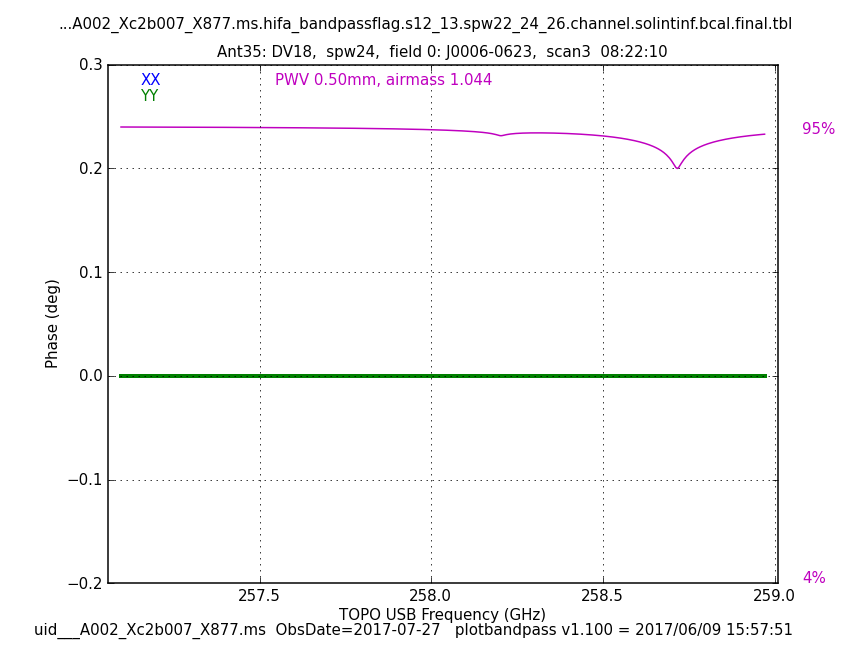 ...A002_Xc2b007_X877.ms.hifa_bandpassflag.s12_13.spw22_24_26.channel.solintinf.bcal.final.tbl
Ant35: DV18,  spw24,  field 0: J0006-0623,  scan3  08:22:10
0.3
XX
PWV 0.50mm, airmass 1.044
YY
95%
0.2
0.1
Phase (deg)
0.0
−0.1
−0.2
4%
257.5
258.0
258.5
259.0
TOPO USB Frequency (GHz)
uid___A002_Xc2b007_X877.ms  ObsDate=2017-07-27   plotbandpass v1.100 = 2017/06/09 15:57:51